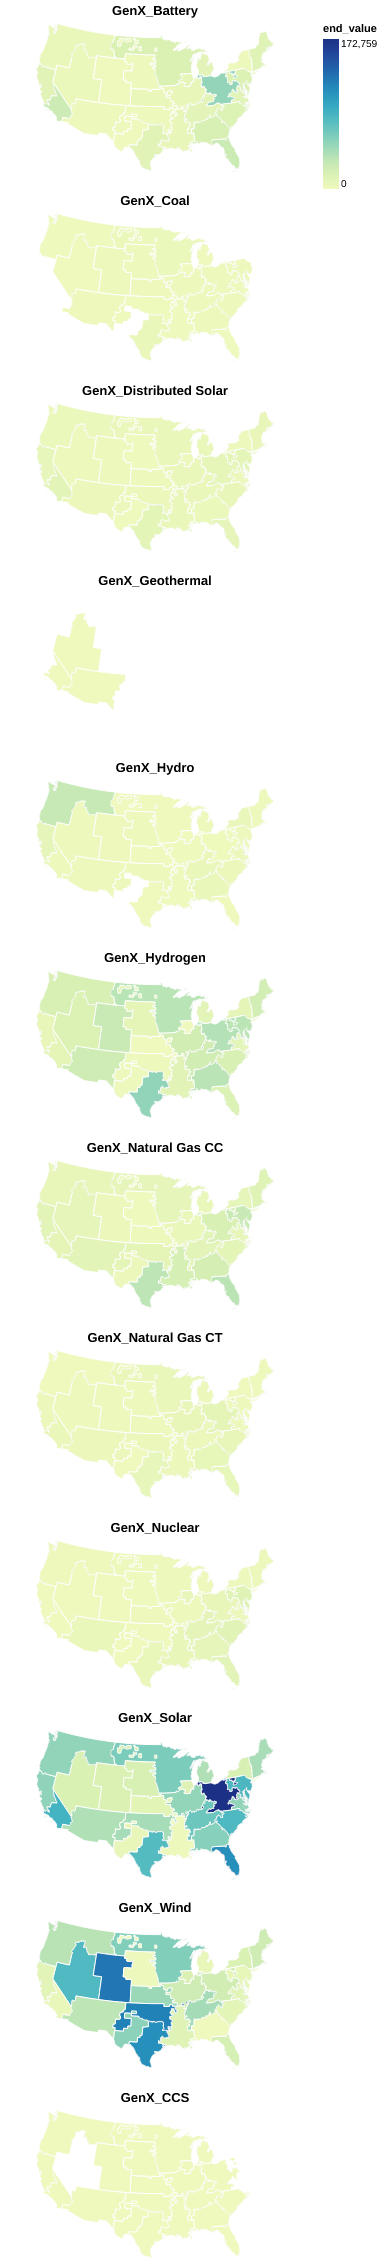 GenX_Battery
end_value
172,759
0
GenX_Coal
GenX_Distributed Solar
GenX_Geothermal
GenX_Hydro
GenX_Hydrogen
GenX_Natural Gas CC
GenX_Natural Gas CT
GenX_Nuclear
GenX_Solar
GenX_Wind
GenX_CCS